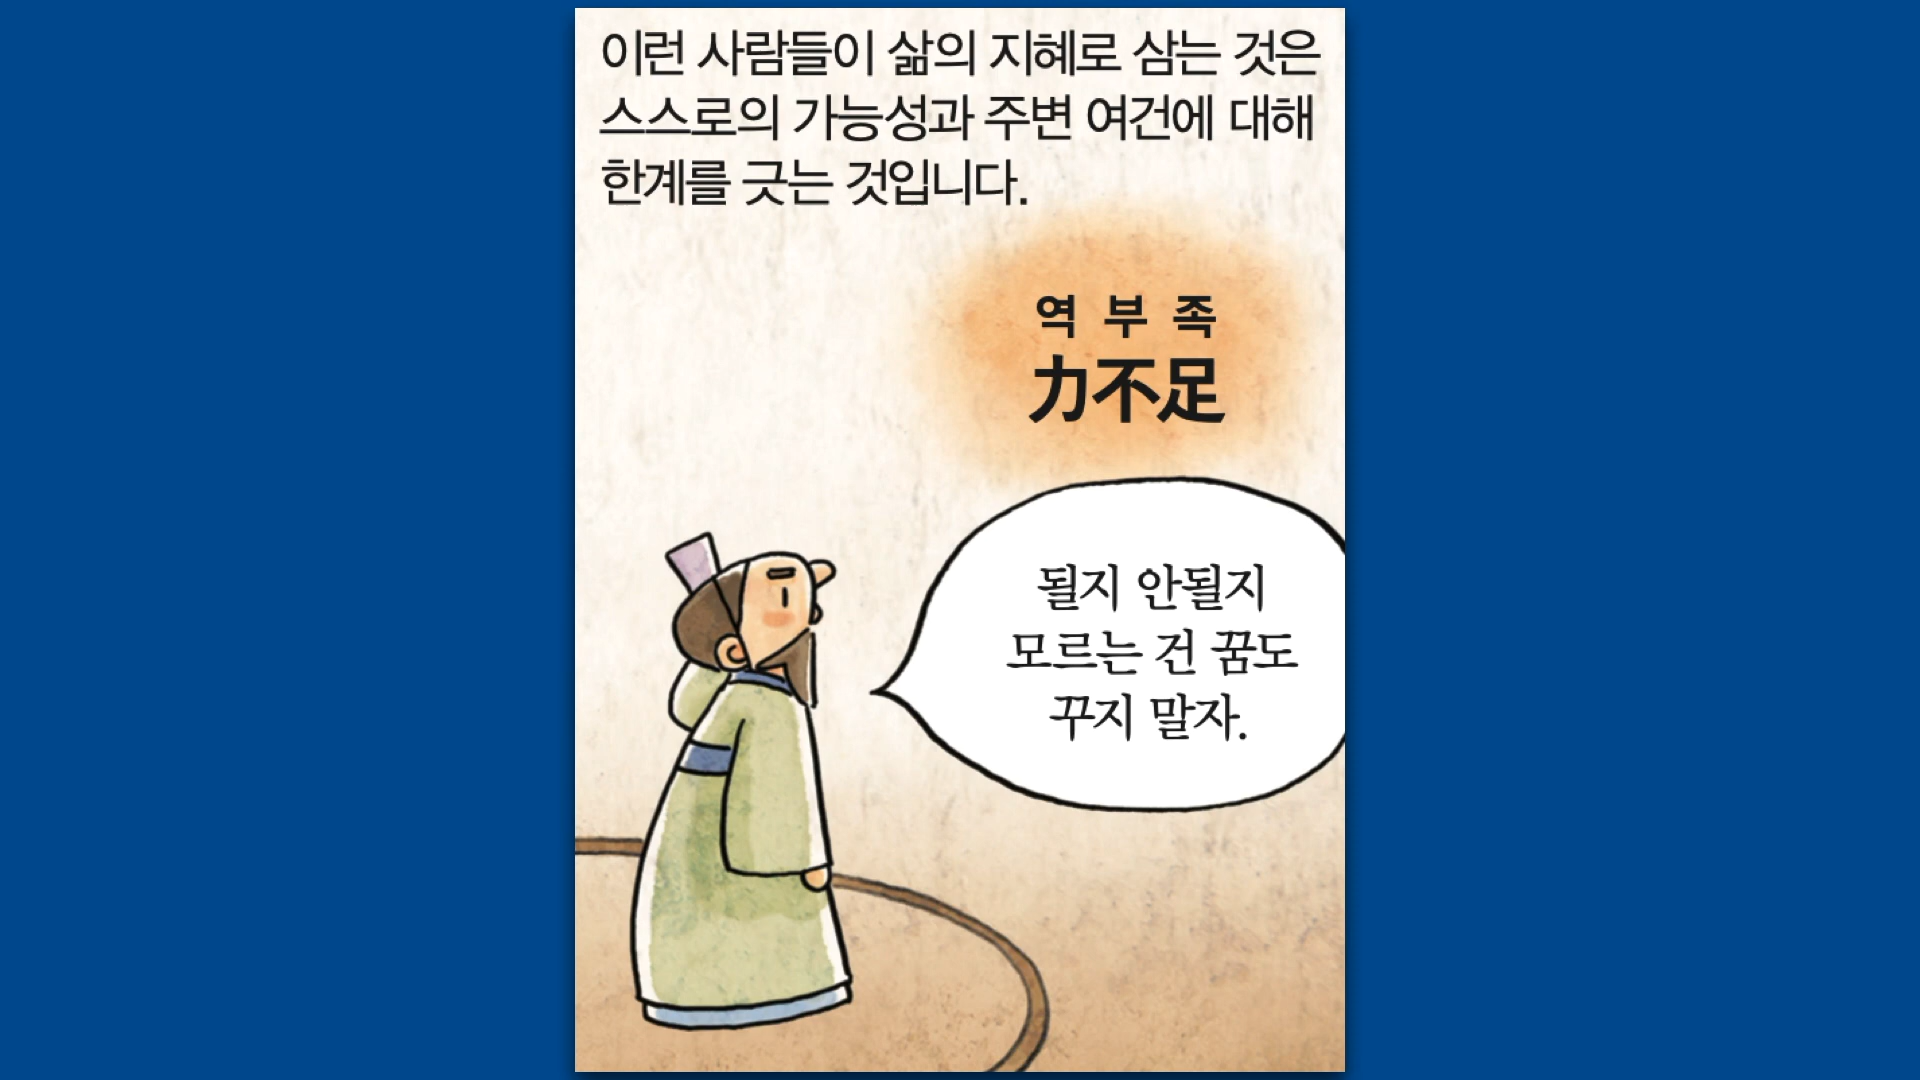 이런 사람들이 삶의 지혜로 삼는 것은
스스로의 가능성과 주변 여건에 대해
한계를 긋는 것입니다.
역 부 족
力不足
될지 안될지
모르는 건 꿈도
꾸지 말자.